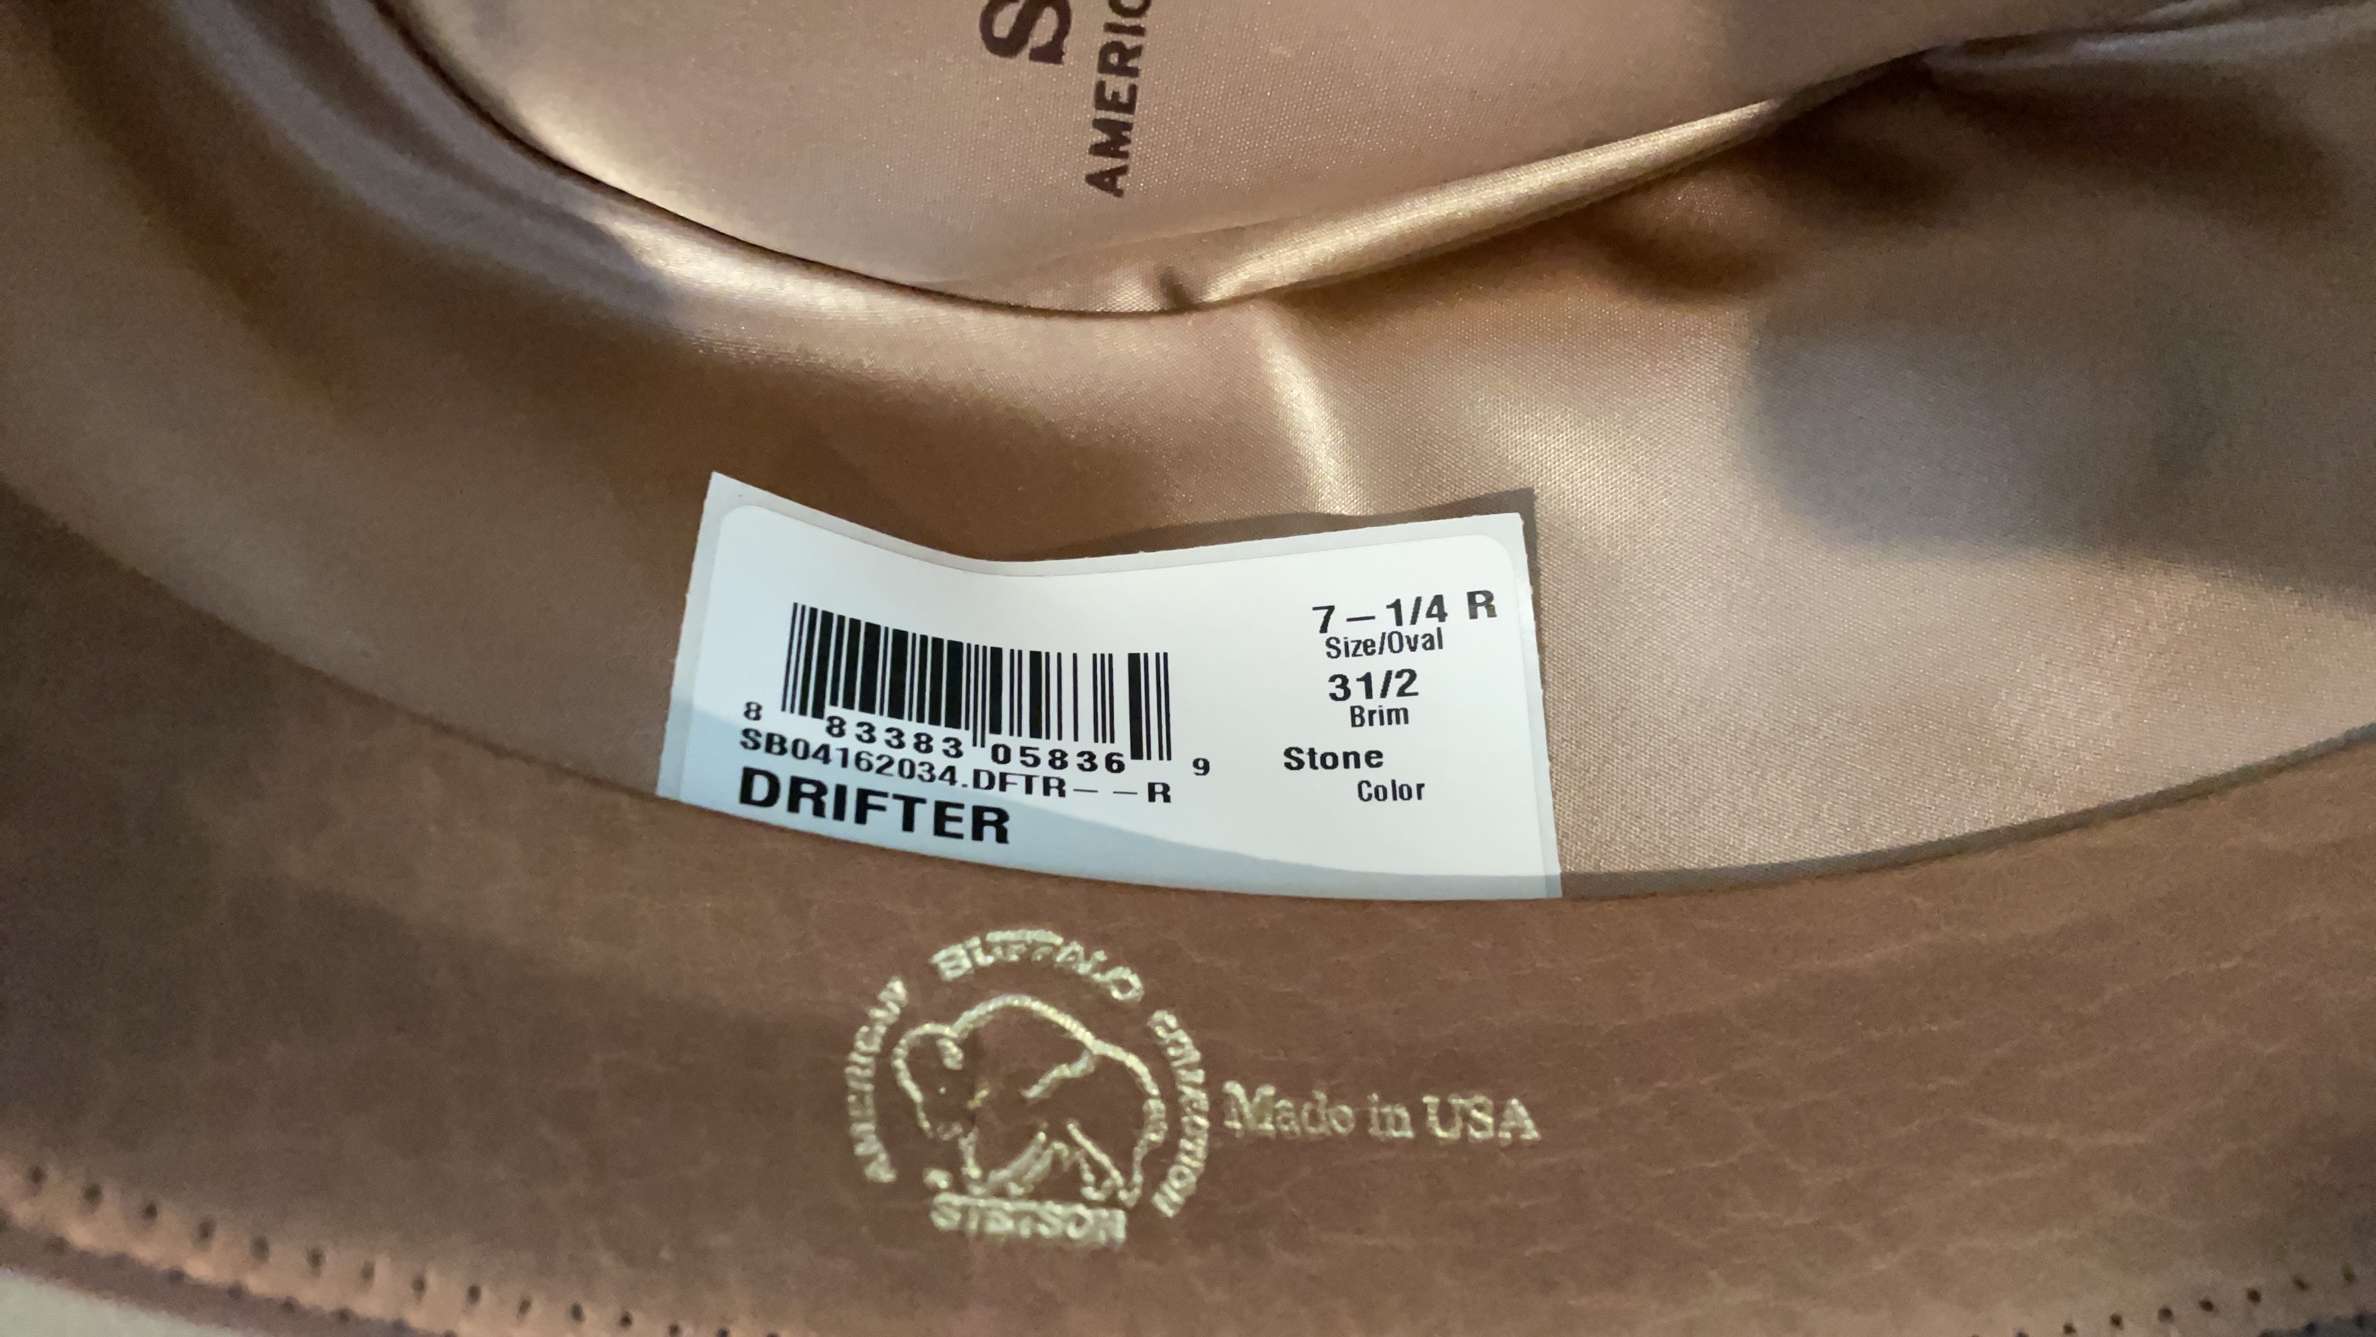 S
AMERIC
7-1/4 R
Size/Oval
31/2
Brim
Stone
Color
8 83383 05836 9
SB04162034.DFTR--R
DRIFTER
AMERICAN BUFFALO COLLECTION
STETSON
Made in USA